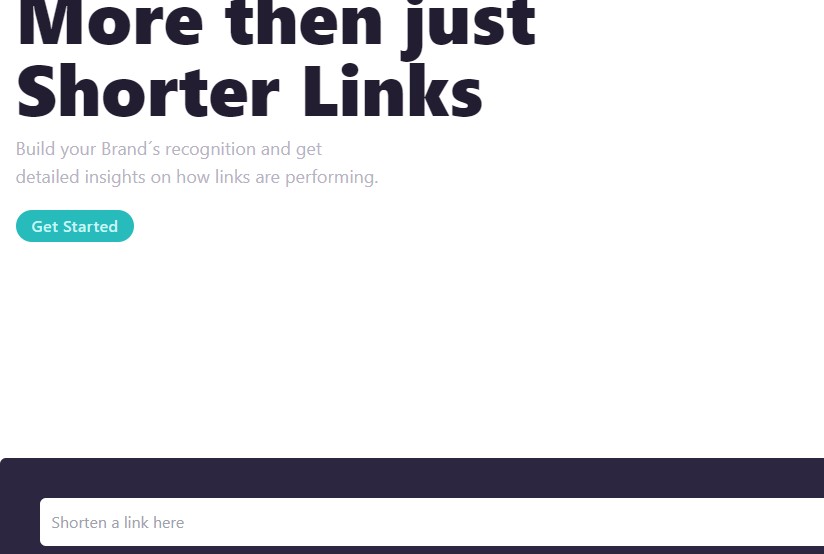 More then just
Shorter Links
Build your Brand´s recognition and get
detailed insights on how links are performing.
Get Started
Shorten a link here